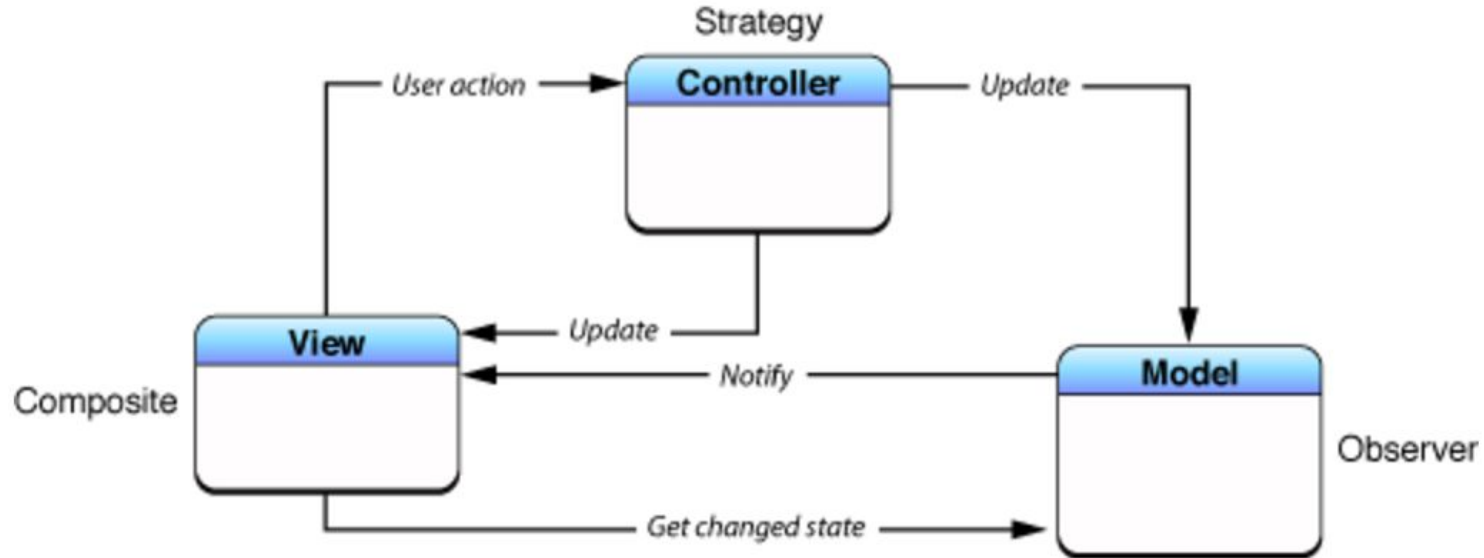 Strategy
User action
Controller
Update
Update
View
Notify
Model
Composite
Observer
Get changed state